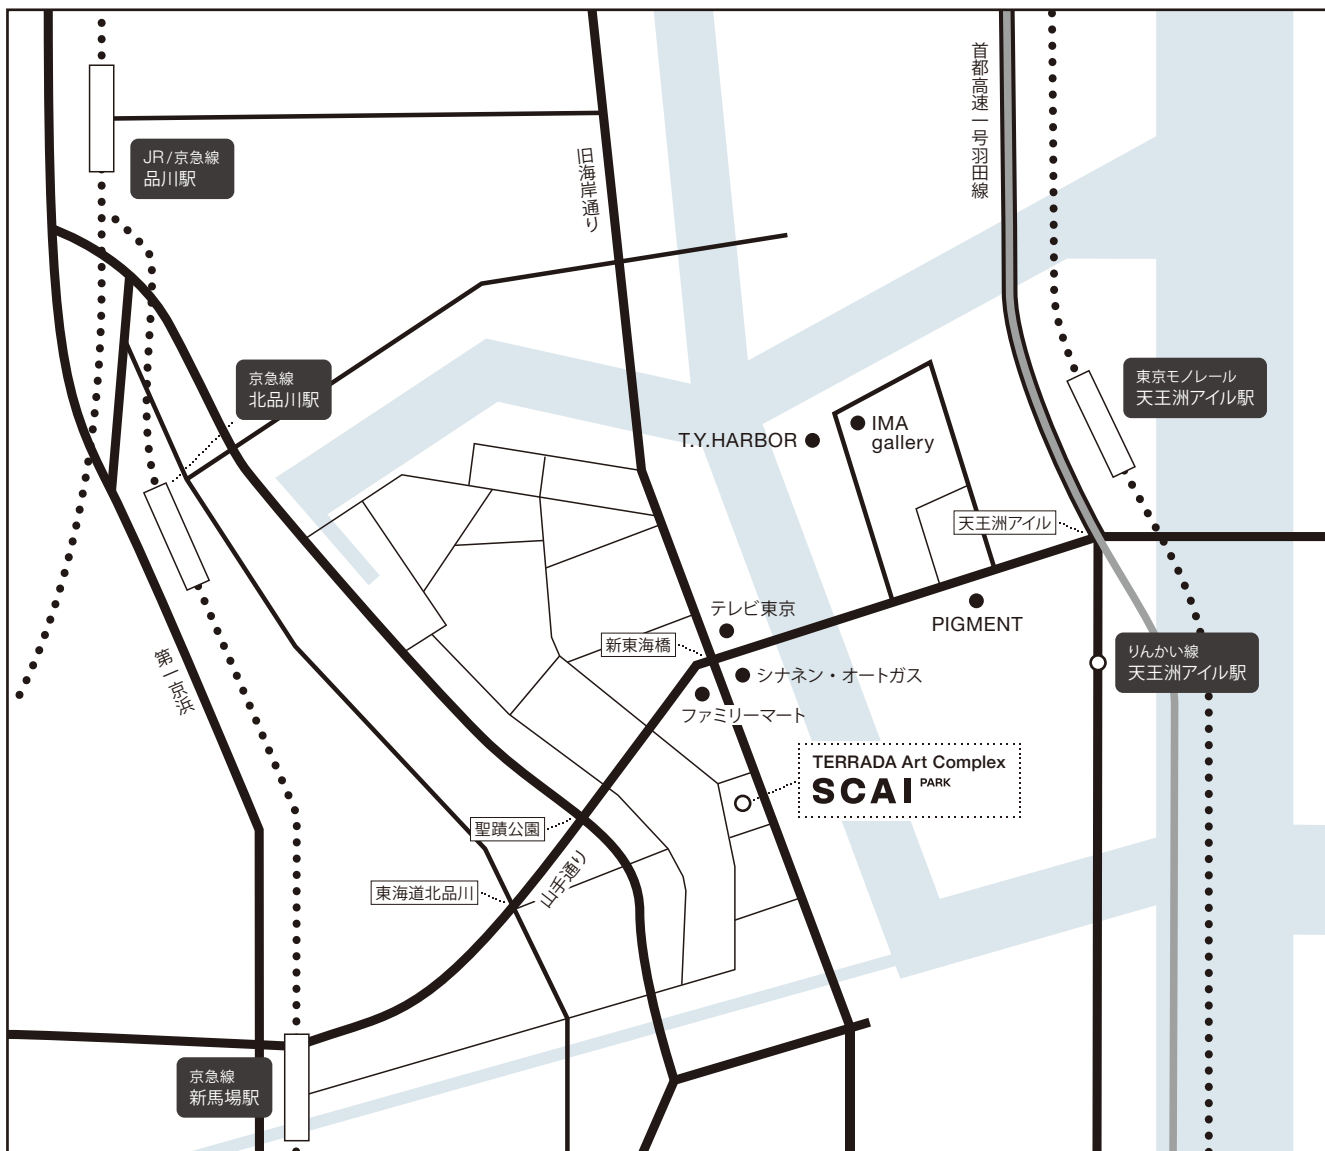 首都高速一号羽田線
JR/京急線
品川駅
旧海岸通り
京急線
北品川駅
東京モノレール
天王洲アイル駅
IMA
gallery
T.Y.HARBOR
天王洲アイル
テレビ東京
PIGMENT
新東海橋
りんかい線
天王洲アイル駅
シナネン・オートガス
ファミリーマート
第一京浜
TERRADA Art Complex
SCAI PARK
聖蹟公園
山手通り
東海道北品川
京急線
新馬場駅